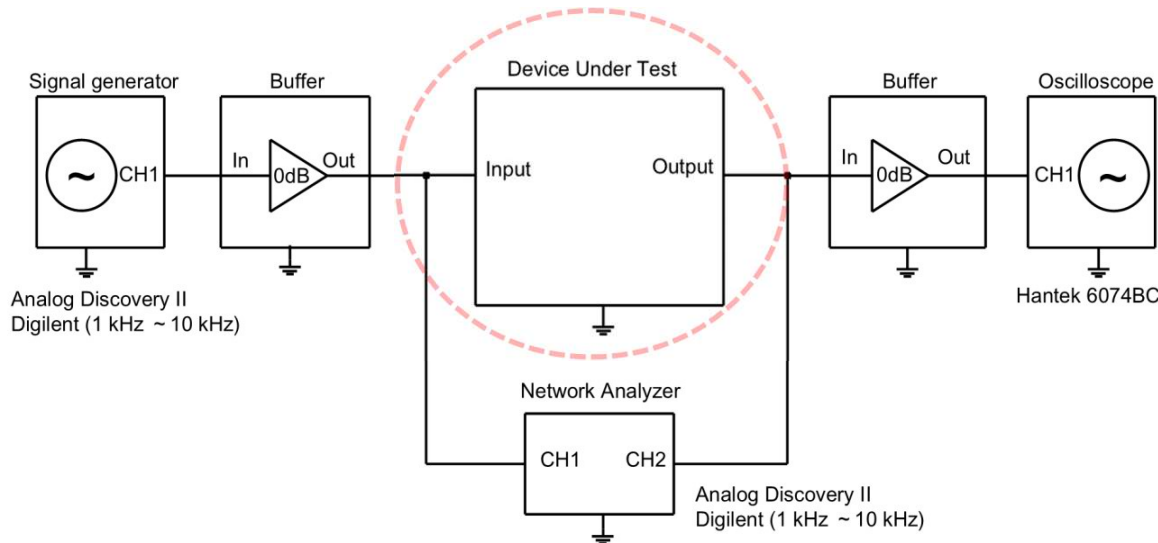 Signal generator
CH1
Analog Discovery II
Digilent (1 kHz ~ 10 kHz)
Buffer
In
0dB
Out
Device Under Test
Input
Output
Network Analyzer
CH1
CH2
Analog Discovery II
Digilent (1 kHz ~ 10 kHz)
Buffer
In
0dB
Out
Oscilloscope
CH1
Hantek 6074BC